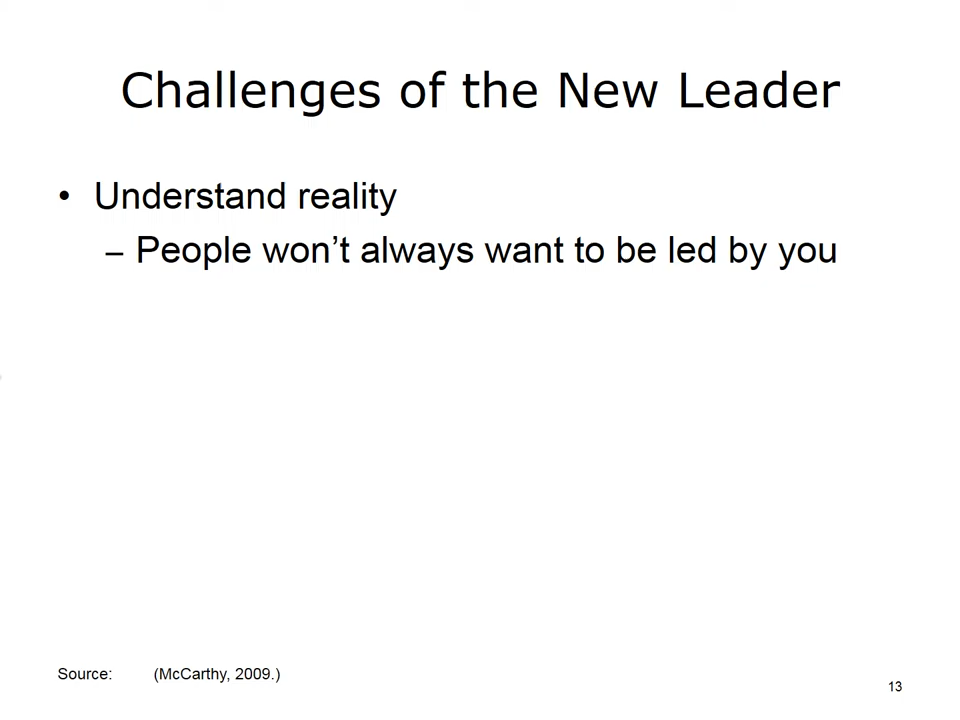 Challenges of the New Leader
• Understand reality
– People won’t always want to be led by you
Source: (McCarthy, 2009.)
13